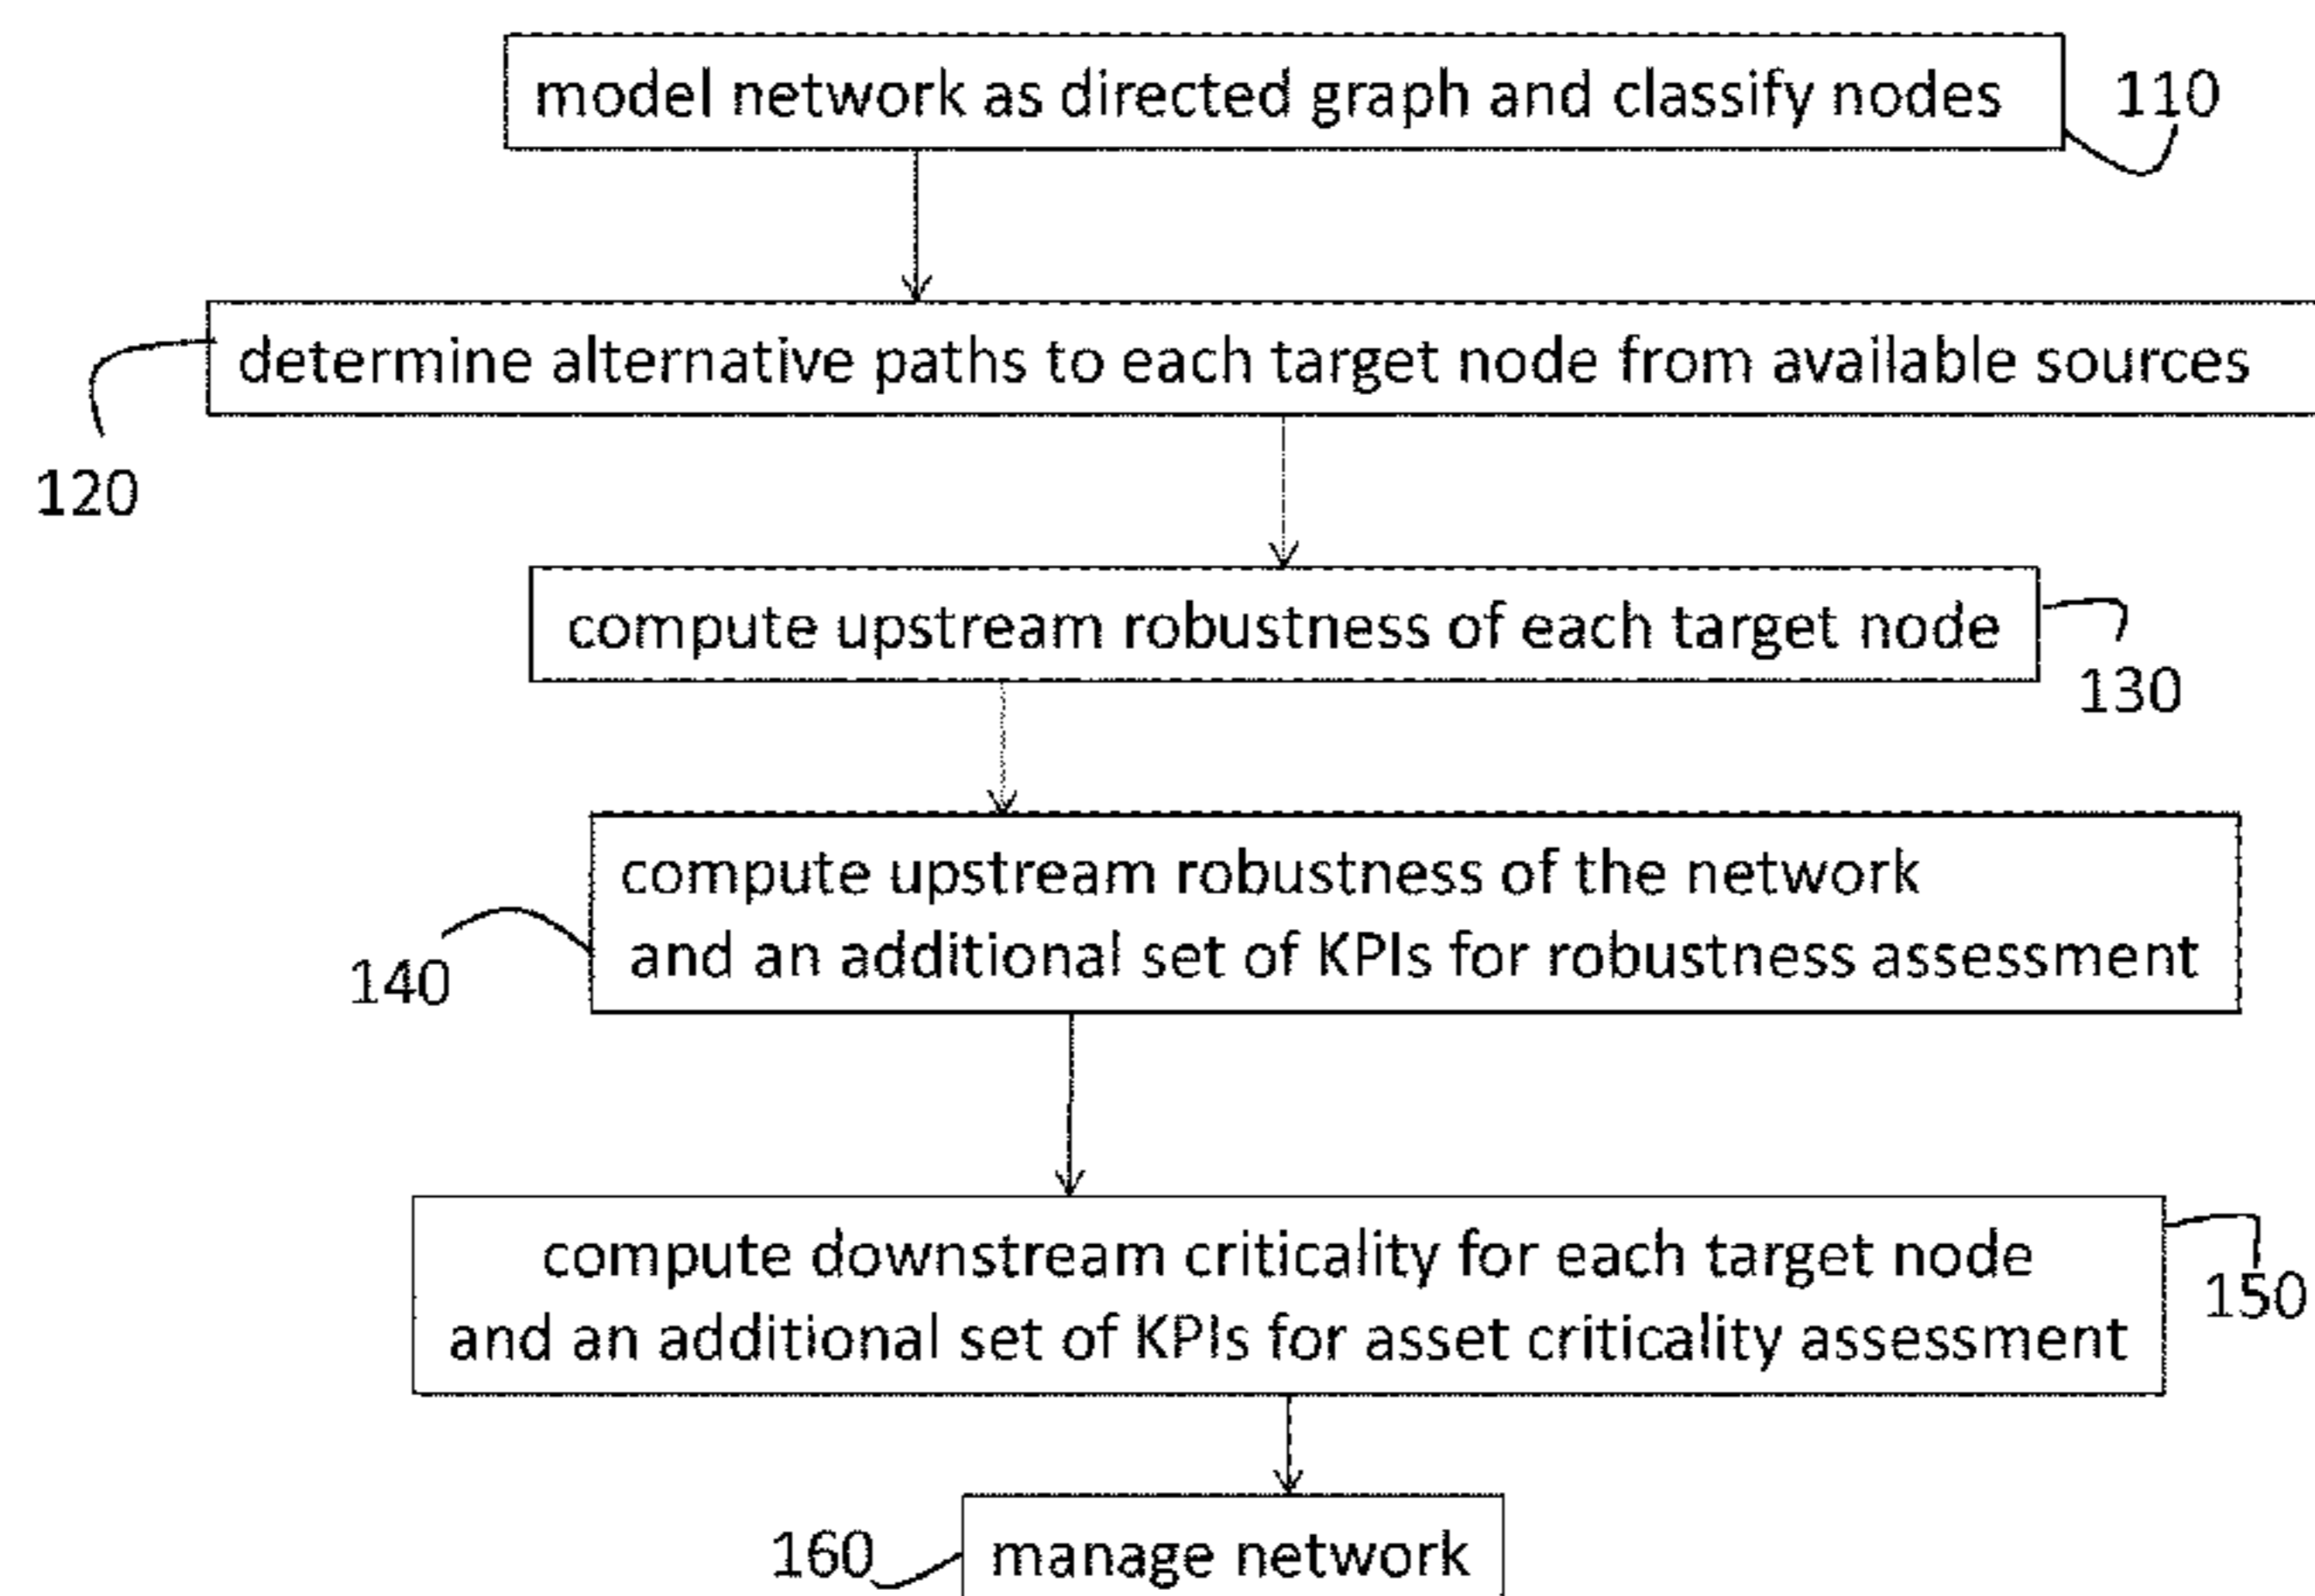 model network as directed graph and classify nodes
110
determine alternative paths to each target node from available sources
120
compute upstream robustness of each target node
130
compute upstream robustness of the network
and an additional set of KPIs for robustness assessment
140
compute downstream criticality for each target node
and an additional set of KPIs for asset criticality assessment
150
160
manage network